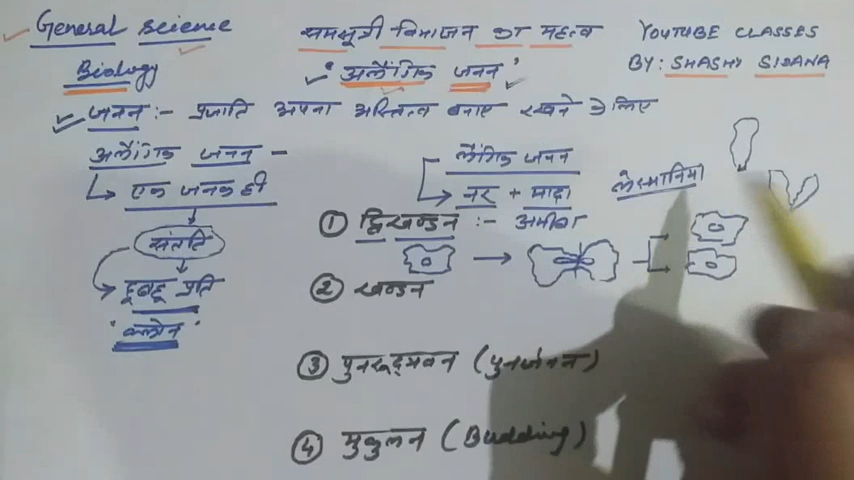 General Science
Biology
समसूत्री विभाजन का महत्व
"अलैंगिक जनन"
YOUTUBE CLASSES
BY: SHASHI SIDANA
जनन :- प्रजाति अपना अस्तित्व बनाए रखने के लिए
अलैंगिक जनन -
एक जनक ही
संतति
हूबहू प्रति
"क्लोन"
लैंगिक जनन
नर + मादा
लेस्मानिया
① द्विखण्डन :- अमीबा
② खण्डन
③ पुनरूद्भवन (पुनर्जनन)
④ मुकुलन (Budding)